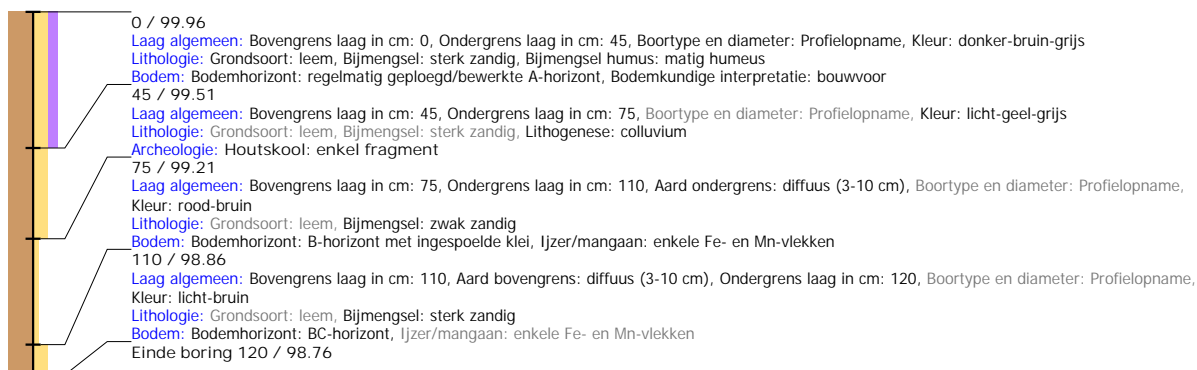 0 / 99.96
Laag algemeen: Bovengrens laag in cm: 0, Ondergrens laag in cm: 45, Boortype en diameter: Profielopname, Kleur: donker-bruin-grijs
Lithologie: Grondsoort: leem, Bijmengsel: sterk zandig, Bijmengsel humus: matig humeus
Bodem: Bodemhorizont: regelmatig geploegd/bewerkte A-horizont, Bodemkundige interpretatie: bouwvoor
45 / 99.51
Laag algemeen: Bovengrens laag in cm: 45, Ondergrens laag in cm: 75, Boortype en diameter: Profielopname, Kleur: licht-geel-grijs
Lithologie: Grondsoort: leem, Bijmengsel: sterk zandig, Lithogenese: colluvium
Archeologie: Houtskool: enkel fragment
75 / 99.21
Laag algemeen: Bovengrens laag in cm: 75, Ondergrens laag in cm: 110, Aard ondergrens: diffuus (3-10 cm), Boortype en diameter: Profielopname,
Kleur: rood-bruin
Lithologie: Grondsoort: leem, Bijmengsel: zwak zandig
Bodem: Bodemhorizont: B-horizont met ingespoelde klei, Ijzer/mangaan: enkele Fe- en Mn-vlekken
110 / 98.86
Laag algemeen: Bovengrens laag in cm: 110, Aard bovengrens: diffuus (3-10 cm), Ondergrens laag in cm: 120, Boortype en diameter: Profielopname,
Kleur: licht-bruin
Lithologie: Grondsoort: leem, Bijmengsel: sterk zandig
Bodem: Bodemhorizont: BC-horizont, Ijzer/mangaan: enkele Fe- en Mn-vlekken
Einde boring 120 / 98.76